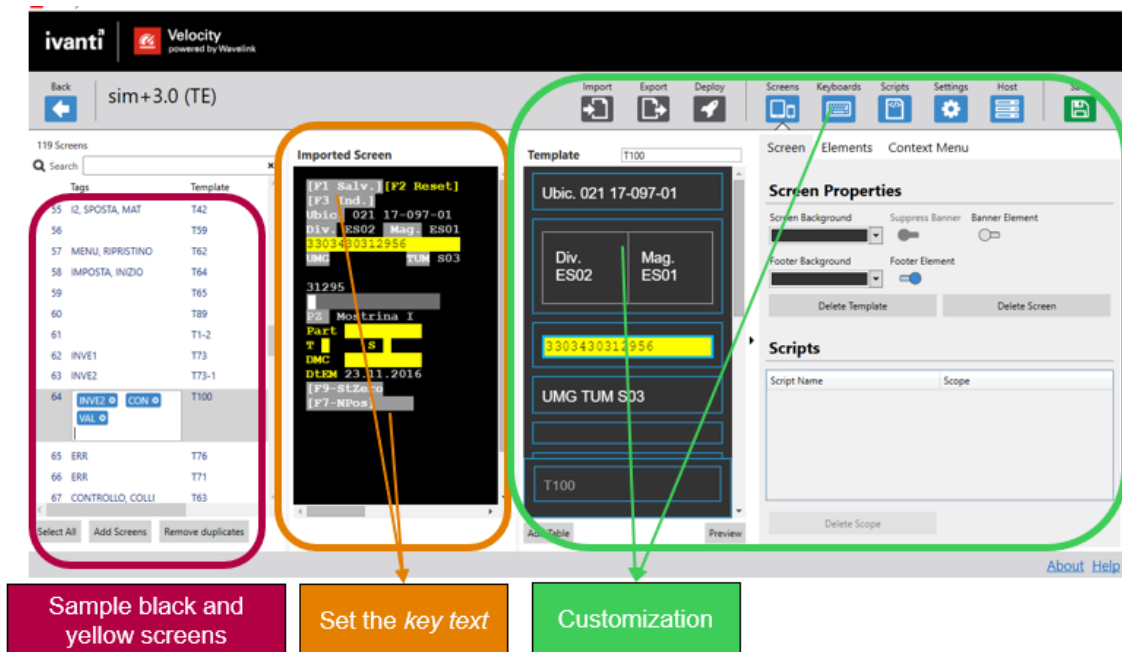 ivanti
Velocity
powered by Wavelink
Back
sim+3.0 (TE)
Import Export Deploy Screens Keyboards Scripts Settings Host
119 Screens
Search
Tags Template
55 I2, SPOSTA, MAT T42
56 T59
57 MENU, RIPRISTINO T62
58 IMPOSTA, INIZIO T64
59 T65
60 T89
61 T1-2
62 INVE1 T73
63 INVE2 T73-1
64 INVE2 CON T100
VAL
65 ERR T76
66 ERR T71
67 CONTROLLO, COLLI T63
Select All Add Screens Remove duplicates
Imported Screen
[F1 Salv.][F2 Reset]
[F3 Ind.]
Ubic. 021 17-097-01
Div. ES02 Mag. ES01
3303430312956
UMG TUM S03
31295
PZ Mostrina I
Part
T S
DMC
DtEM 23.11.2016
[F9-StZero
[F7-NPos]
Template T100
Ubic. 021 17-097-01
Div. Mag.
ES02 ES01
3303430312956
UMG TUM S03
T100
Preview
Screen Elements Context Menu
Screen Properties
Screen Background Suppress Banner Banner Element
Footer Background Footer Element
Delete Template Delete Screen
Scripts
Script Name Scope
Delete Scope
About Help
Sample black and
yellow screens
Set the key text
Customization